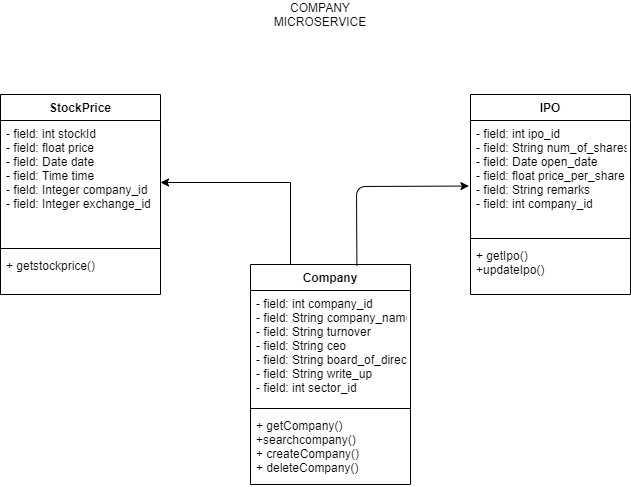 COMPANY
MICROSERVICE
StockPrice
- field: int stockId
- field: float price
- field: Date date
- field: Time time
- field: Integer company_id
- field: Integer exchange_id
+ getstockprice()
IPO
- field: int ipo_id
- field: String num_of_shares
- field: Date open_date
- field: float price_per_share
- field: String remarks
- field: int company_id
+ getIpo()
+updateIpo()
Company
- field: int company_id
- field: String company_nam
- field: String turnover
- field: String ceo
- field: String board_of_direc
- field: String write_up
- field: int sector_id
+ getCompany()
+searchcompany()
+ createCompany()
+ deleteCompany()